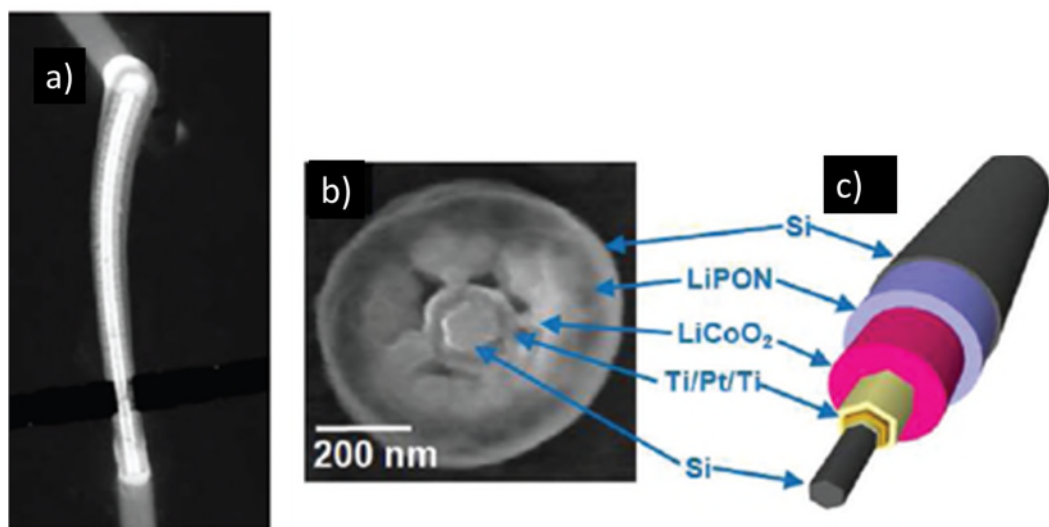 a)
b)
c)
Si
LiPON
LiCoO₂
Ti/Pt/Ti
Si
200 nm